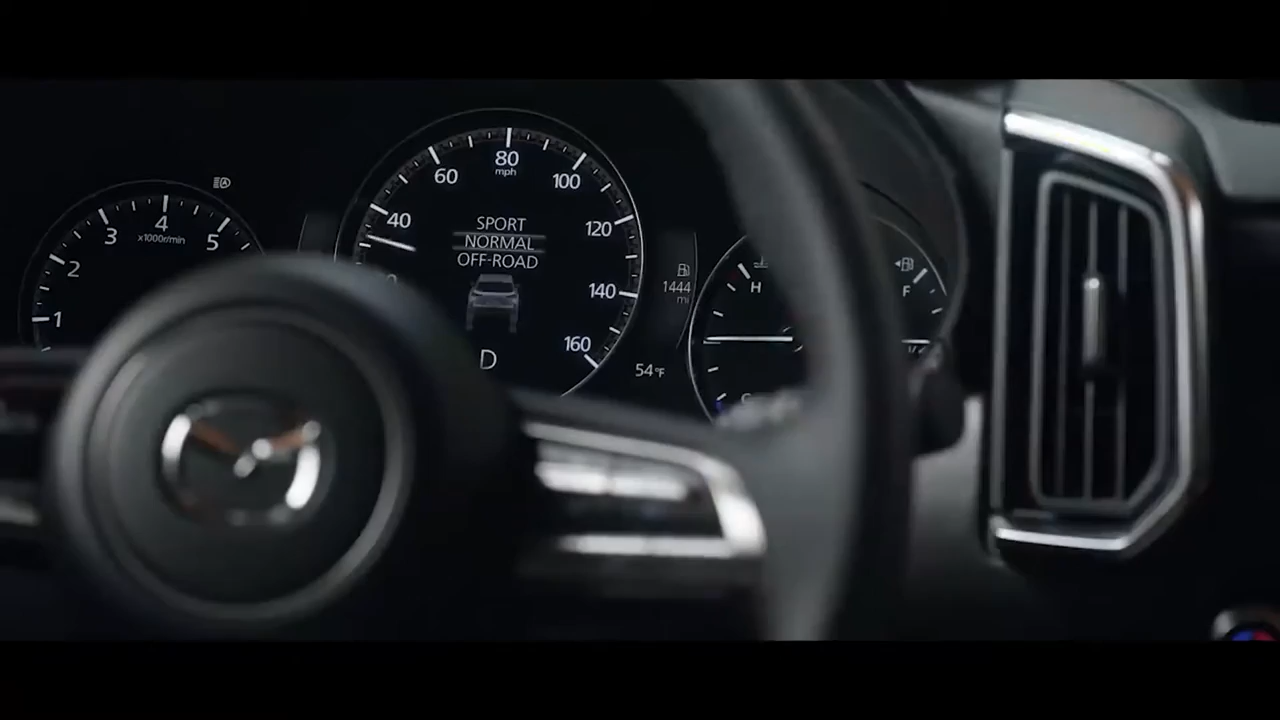 80
mph
60
100
40
120
140
160
SPORT
NORMAL
OFF-ROAD
D
4
x1000r/min
3
5
2
1
1444
mi
54°F
H
F